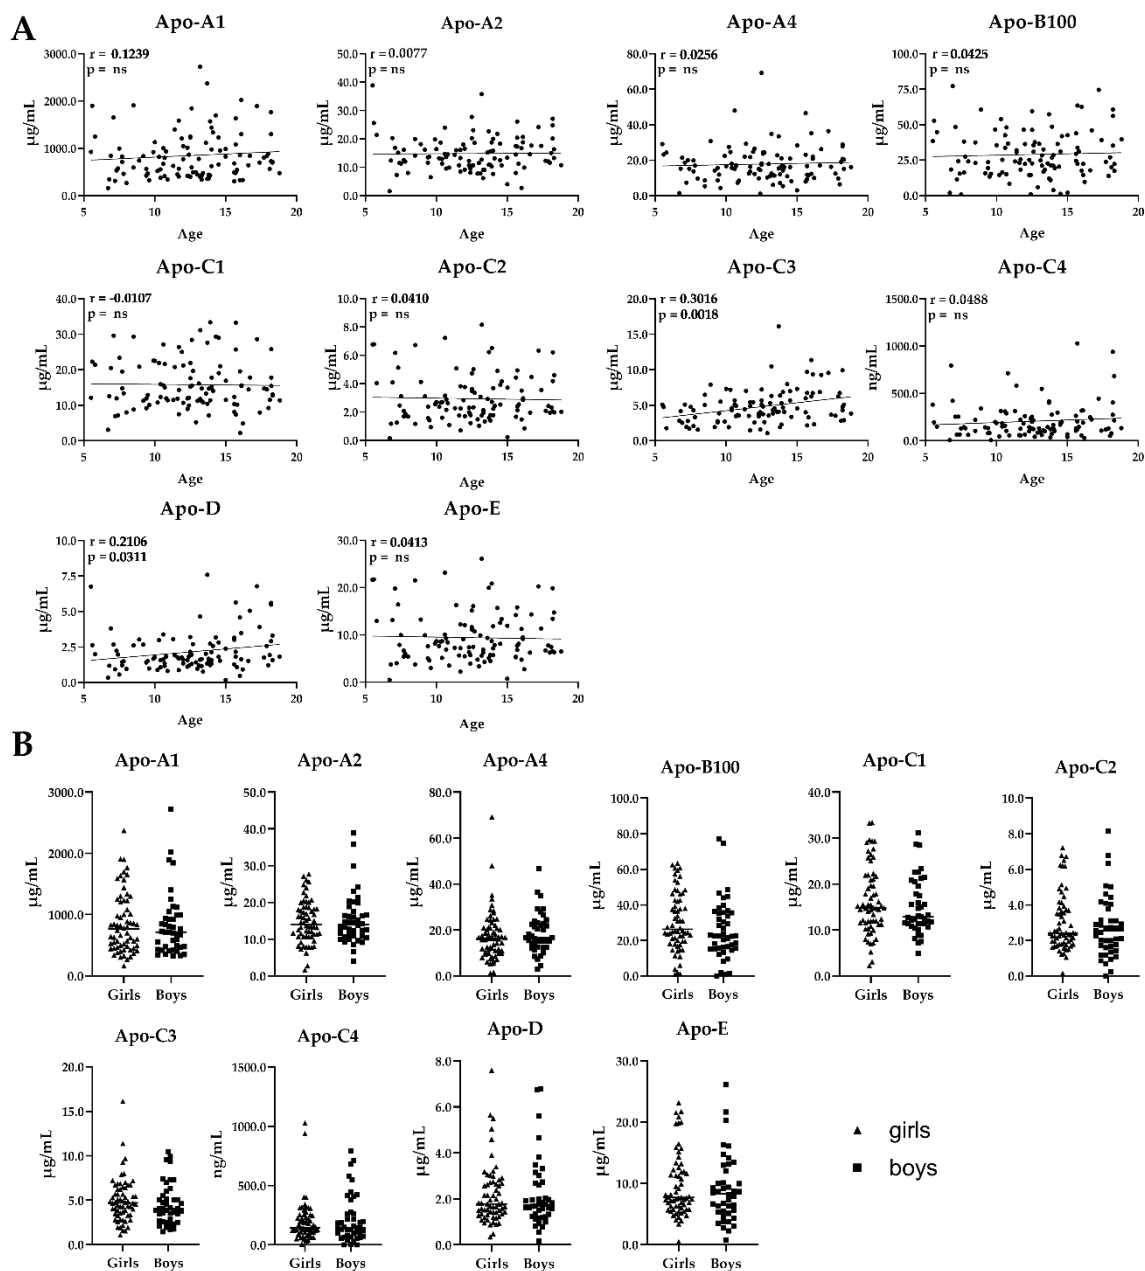 A
Apo-A1
r = 0.1239
p = ns
3000.0
2000.0
1000.0
0.0
µg/mL
5 10 15 20
Age
Apo-A2
r = 0.0077
p = ns
50.0
40.0
30.0
20.0
10.0
0.0
µg/mL
5 10 15 20
Age
Apo-A4
r = 0.0256
p = ns
80.0
60.0
40.0
20.0
0.0
µg/mL
5 10 15 20
Age
Apo-B100
r = 0.0425
p = ns
100.0
75.0
50.0
25.0
0.0
µg/mL
5 10 15 20
Age
Apo-C1
r = -0.0107
p = ns
40.0
30.0
20.0
10.0
0.0
µg/mL
5 10 15 20
Age
Apo-C2
r = 0.0410
p = ns
10.0
8.0
6.0
4.0
2.0
0.0
µg/mL
5 10 15 20
Age
Apo-C3
r = 0.3016
p = 0.0018
20.0
15.0
10.0
5.0
0.0
µg/mL
5 10 15 20
Age
Apo-C4
r = 0.0488
p = ns
1500.0
1000.0
500.0
0.0
ng/mL
5 10 15 20
Age
Apo-D
r = 0.2106
p = 0.0311
10.0
7.5
5.0
2.5
0.0
µg/mL
5 10 15 20
Age
Apo-E
r = 0.0413
p = ns
30.0
20.0
10.0
0.0
µg/mL
5 10 15 20
Age
B
Apo-A1
3000.0
2000.0
1000.0
0.0
µg/mL
Girls Boys
Apo-A2
50.0
40.0
30.0
20.0
10.0
0.0
µg/mL
Girls Boys
Apo-A4
80.0
60.0
40.0
20.0
0.0
µg/mL
Girls Boys
Apo-B100
100.0
80.0
60.0
40.0
20.0
0.0
µg/mL
Girls Boys
Apo-C1
40.0
30.0
20.0
10.0
0.0
µg/mL
Girls Boys
Apo-C2
10.0
8.0
6.0
4.0
2.0
0.0
µg/mL
Girls Boys
Apo-C3
20.0
15.0
10.0
5.0
0.0
µg/mL
Girls Boys
Apo-C4
1500.0
1000.0
500.0
0.0
ng/mL
Girls Boys
Apo-D
8.0
6.0
4.0
2.0
0.0
µg/mL
Girls Boys
Apo-E
30.0
20.0
10.0
0.0
µg/mL
Girls Boys
girls
boys